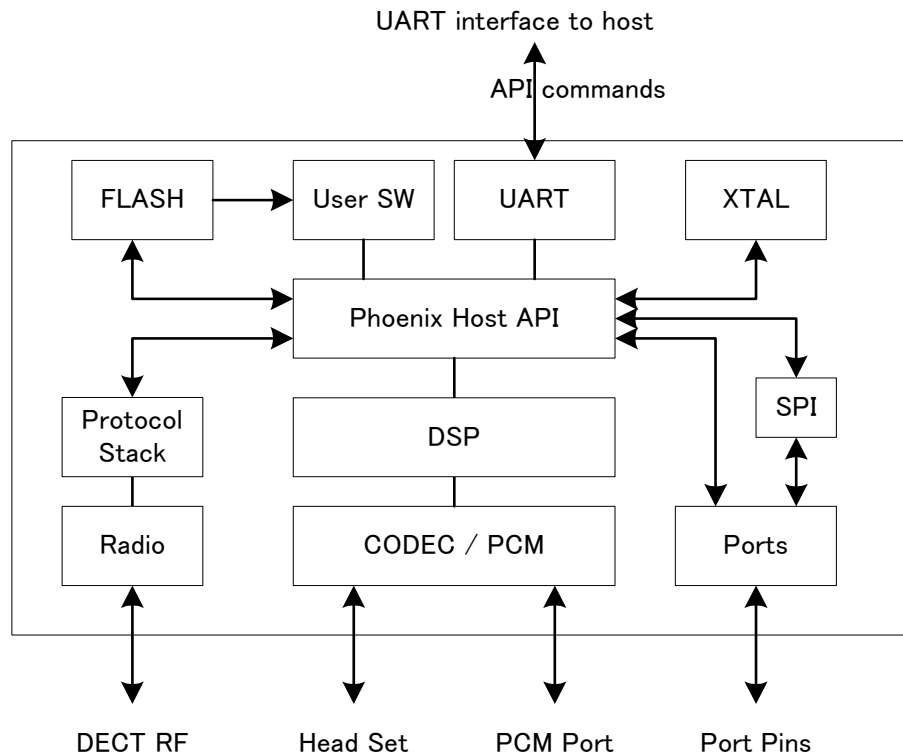 UART interface to host
API commands
FLASH
User SW
UART
XTAL
Phoenix Host API
Protocol
Stack
DSP
SPI
Radio
CODEC / PCM
Ports
DECT RF
Head Set
PCM Port
Port Pins